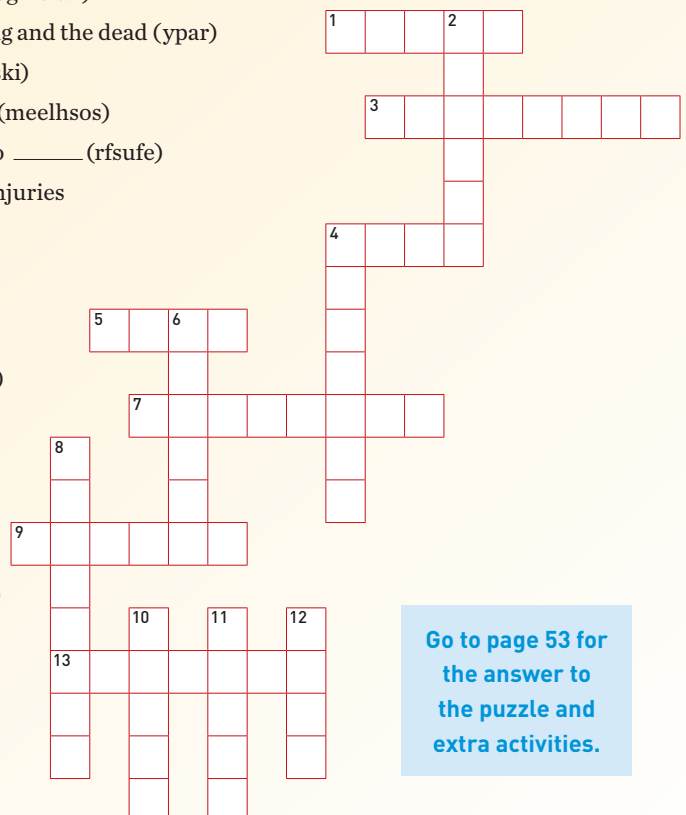 g and the dead (ypar)
ki)
(meelhsos)
o _____ (rfsufe)
njuries
)
1 2
3
4
5 6
7
8
9
10 11 12
13
Go to page 53 for
the answer to
the puzzle and
extra activities.